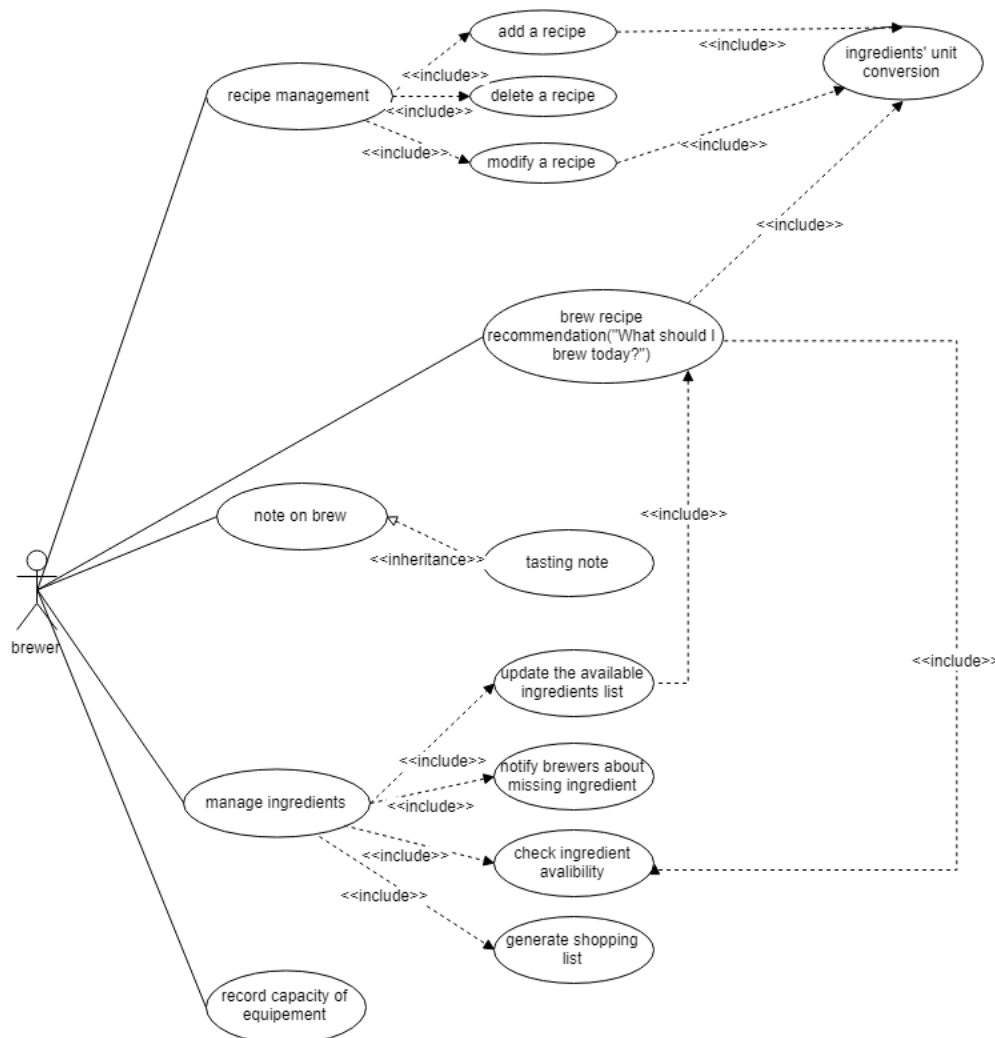 add a recipe
<<include>>
ingredients' unit
conversion
<<include>>
recipe management
delete a recipe
<<include>>
<<include>>
modify a recipe
<<include>>
<<include>>
brew recipe
recommendation("What should I
brew today?")
note on brew
<<include>>
<<inheritance>>
tasting note
brewer
update the available
ingredients list
<<include>>
<<include>>
notify brewers about
missing ingredient
manage ingredients
<<include>>
<<include>>
check ingredient
avalibility
<<include>>
generate shopping
list
record capacity of
equipement